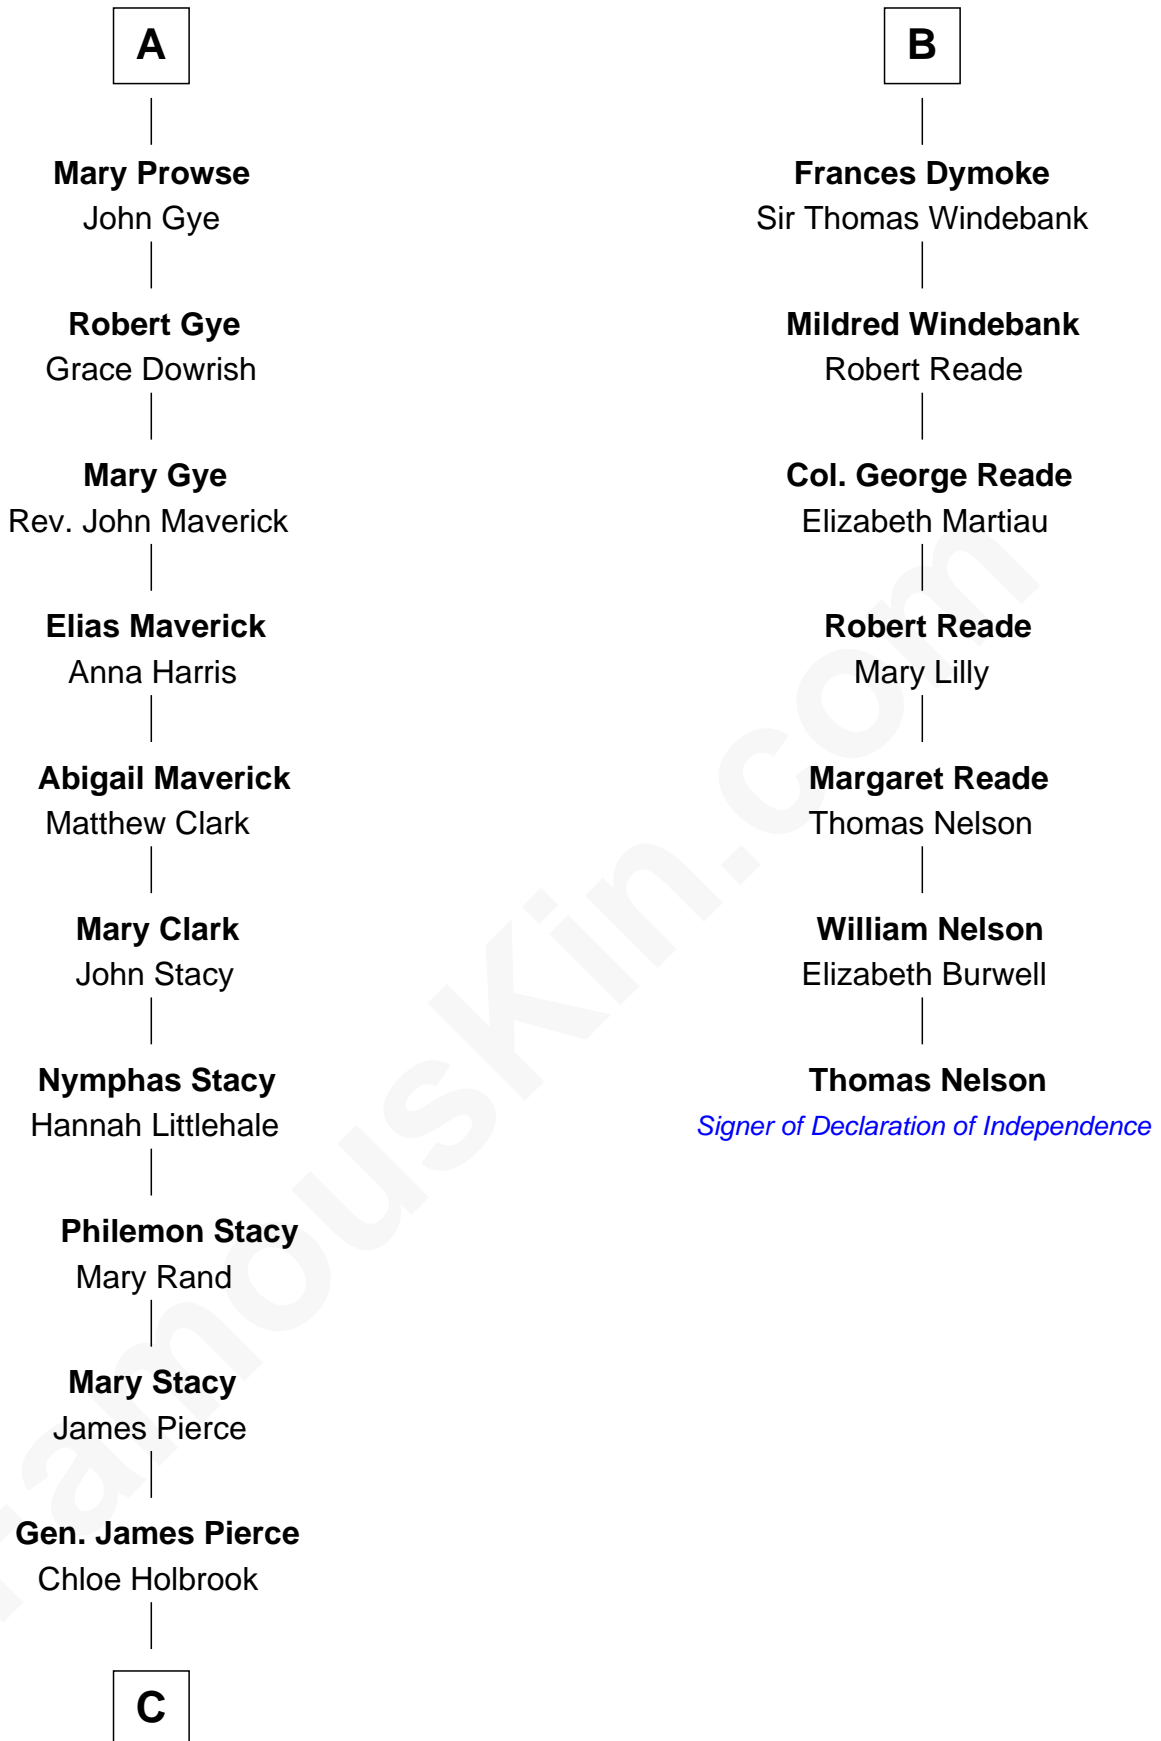 A
Mary Prowse
John Gye
Robert Gye
Grace Dowrish
Mary Gye
Rev. John Maverick
Elias Maverick
Anna Harris
Abigail Maverick
Matthew Clark
Mary Clark
John Stacy
Nymphas Stacy
Hannah Littlehale
Philemon Stacy
Mary Rand
Mary Stacy
James Pierce
Gen. James Pierce
Chloe Holbrook
C
B
Frances Dymoke
Sir Thomas Windebank
Mildred Windebank
Robert Reade
Col. George Reade
Elizabeth Martiau
Robert Reade
Mary Lilly
Margaret Reade
Thomas Nelson
William Nelson
Elizabeth Burwell
Thomas Nelson
Signer of Declaration of Independence
FamousKin.com